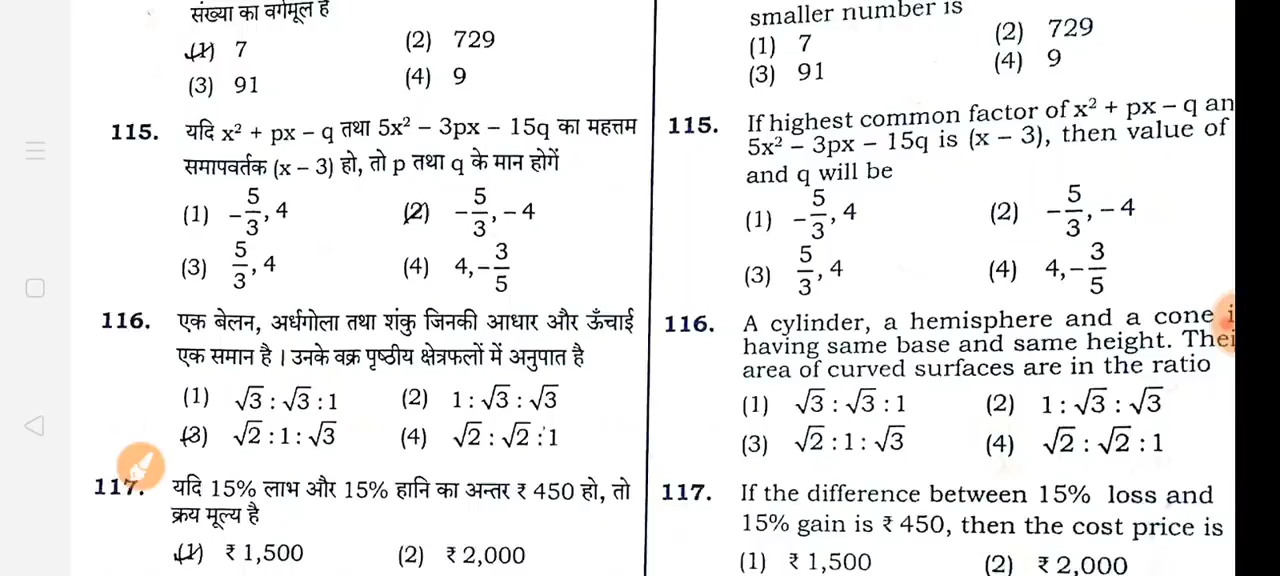 संख्या का वर्गमूल है
(1) 7
(2) 729
(3) 91
(4) 9
115. यदि x² + px – q तथा 5x² – 3px – 15q का महत्तम
समापवर्तक (x – 3) हो, तो p तथा q के मान होगें
(1) –5/3, 4
(2) –5/3, – 4
(3) 5/3, 4
(4) 4, –3/5
116. एक बेलन, अर्धगोला तथा शंकु जिनकी आधार और ऊँचाई
एक समान है । उनके वक्र पृष्ठीय क्षेत्रफलों में अनुपात है
(1) √3 : √3 : 1
(2) 1 : √3 : √3
(3) √2 : 1 : √3
(4) √2 : √2 : 1
117. यदि 15% लाभ और 15% हानि का अन्तर ₹ 450 हो, तो
क्रय मूल्य है
(1) ₹ 1,500
(2) ₹ 2,000
smaller number is
(1) 7
(2) 729
(3) 91
(4) 9
115. If highest common factor of x² + px – q an
5x² – 3px – 15q is (x – 3), then value of
and q will be
(1) –5/3, 4
(2) –5/3, – 4
(3) 5/3, 4
(4) 4, –3/5
116. A cylinder, a hemisphere and a cone i
having same base and same height. Thei
area of curved surfaces are in the ratio
(1) √3 : √3 : 1
(2) 1 : √3 : √3
(3) √2 : 1 : √3
(4) √2 : √2 : 1
117. If the difference between 15% loss and
15% gain is ₹ 450, then the cost price is
(1) ₹ 1,500
(2) ₹ 2,000